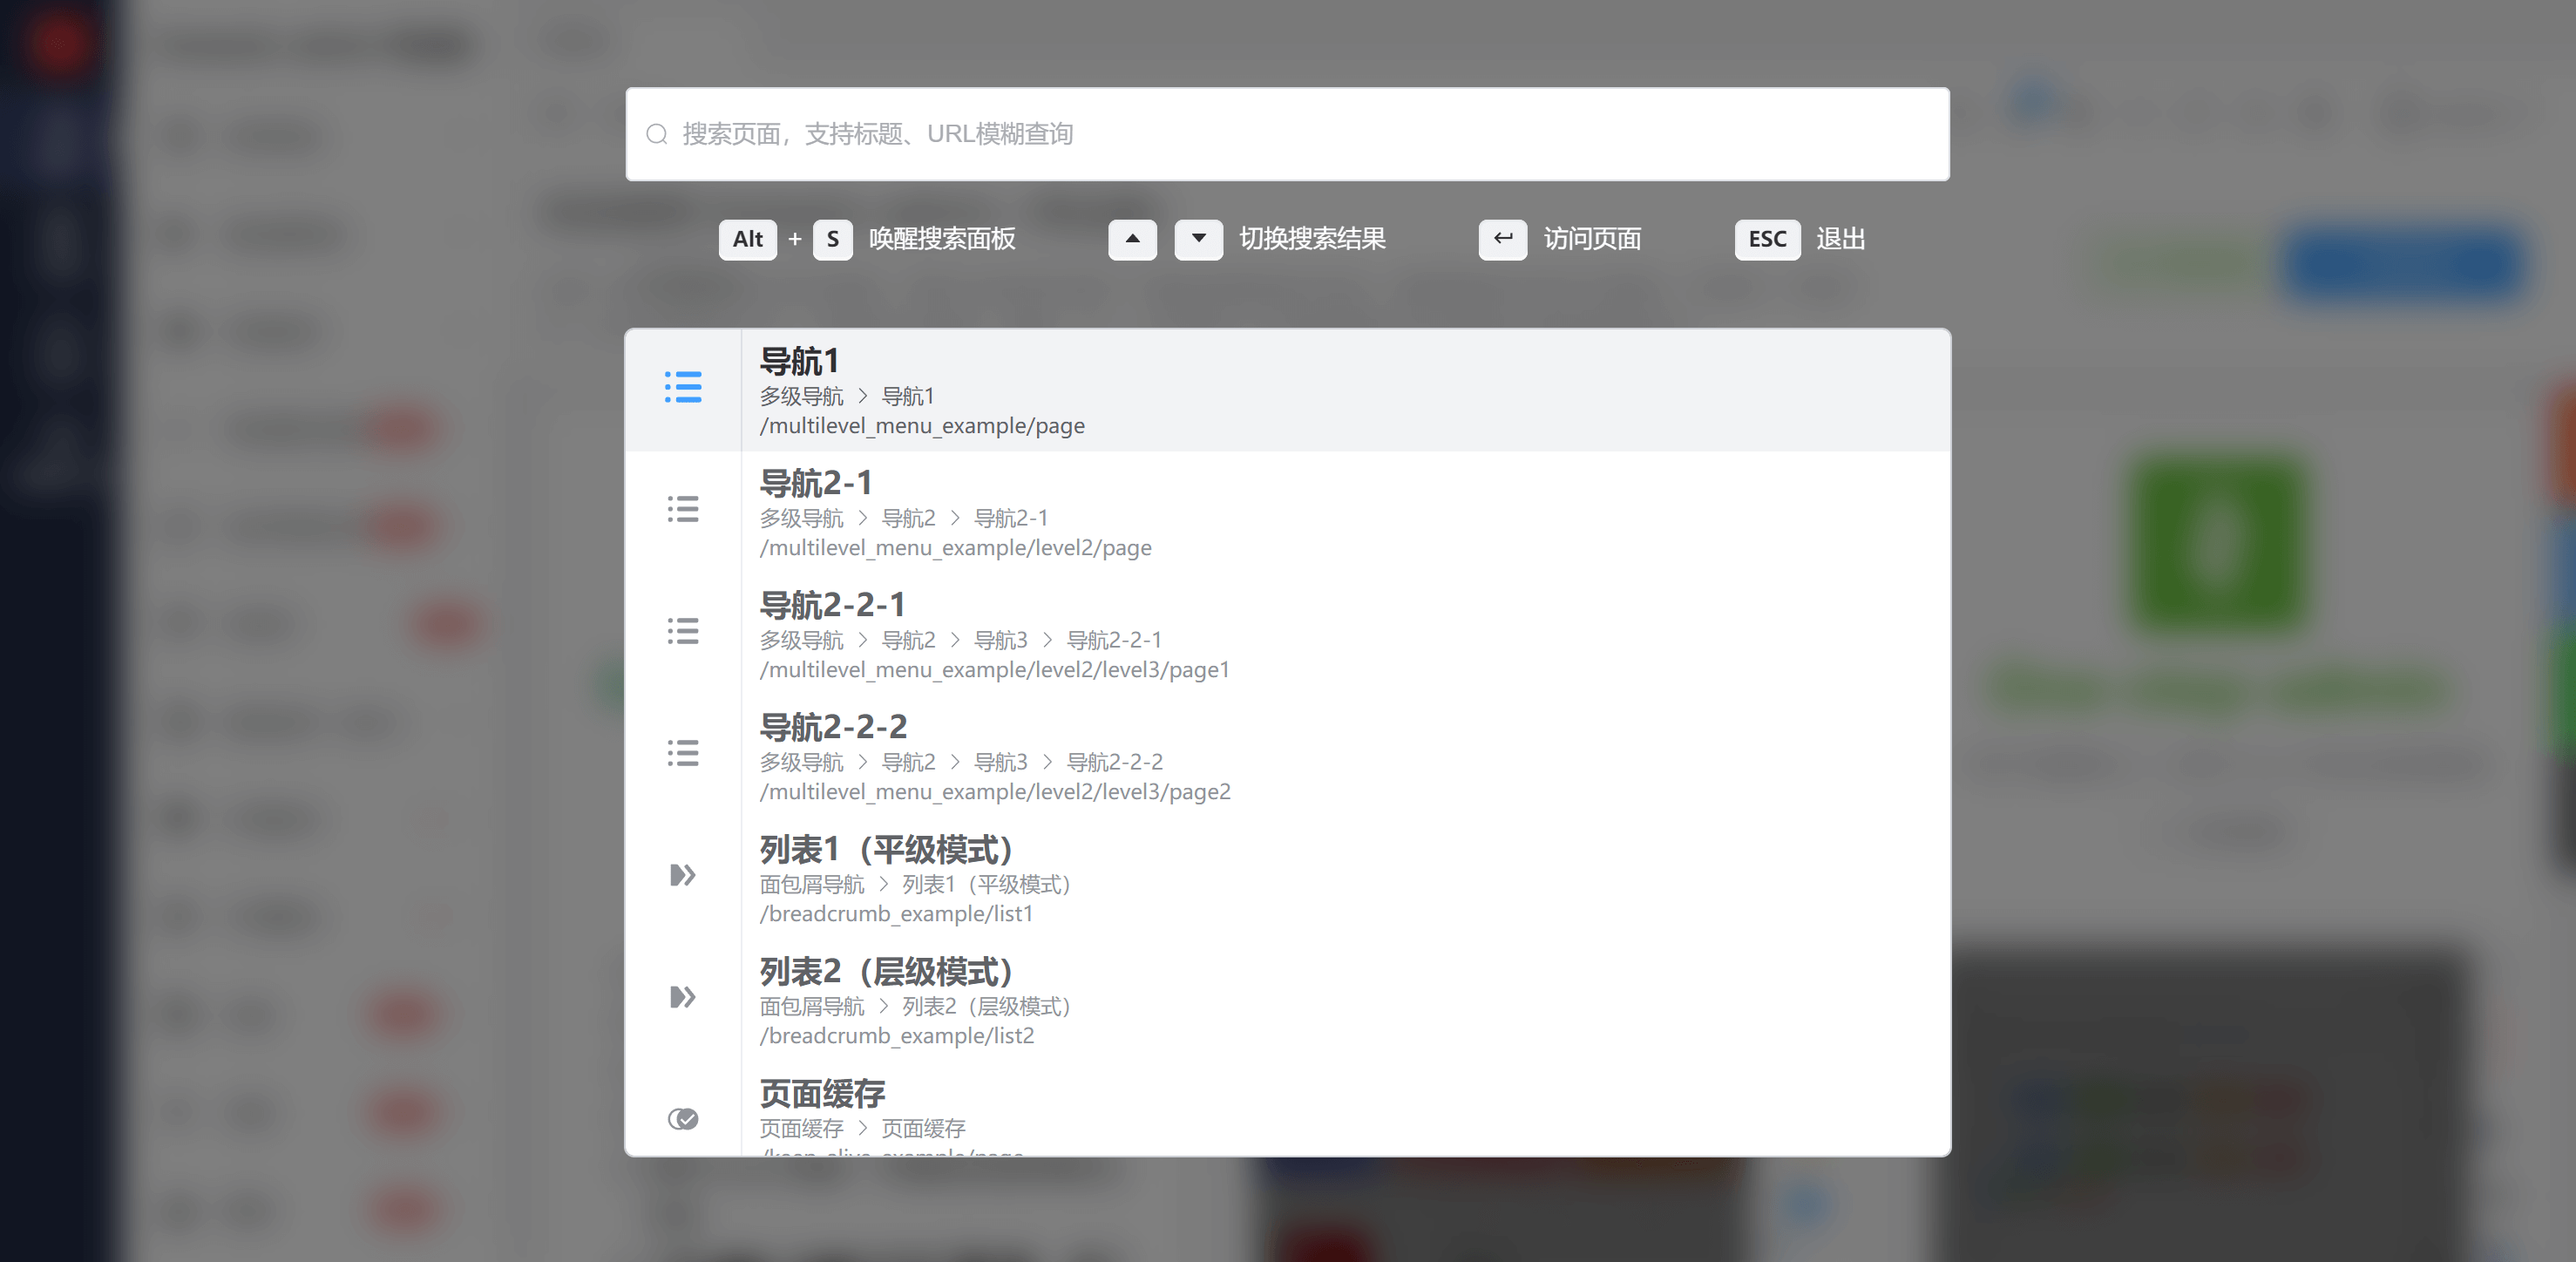 搜索页面，支持标题、URL模糊查询
Alt + S 唤醒搜索面板 切换搜索结果 访问页面 ESC 退出
导航1
多级导航 > 导航1
/multilevel_menu_example/page
导航2-1
多级导航 > 导航2 > 导航2-1
/multilevel_menu_example/level2/page
导航2-2-1
多级导航 > 导航2 > 导航3 > 导航2-2-1
/multilevel_menu_example/level2/level3/page1
导航2-2-2
多级导航 > 导航2 > 导航3 > 导航2-2-2
/multilevel_menu_example/level2/level3/page2
列表1（平级模式）
面包屑导航 > 列表1（平级模式）
/breadcrumb_example/list1
列表2（层级模式）
面包屑导航 > 列表2（层级模式）
/breadcrumb_example/list2
页面缓存
页面缓存 > 页面缓存
/keep_alive_example/page